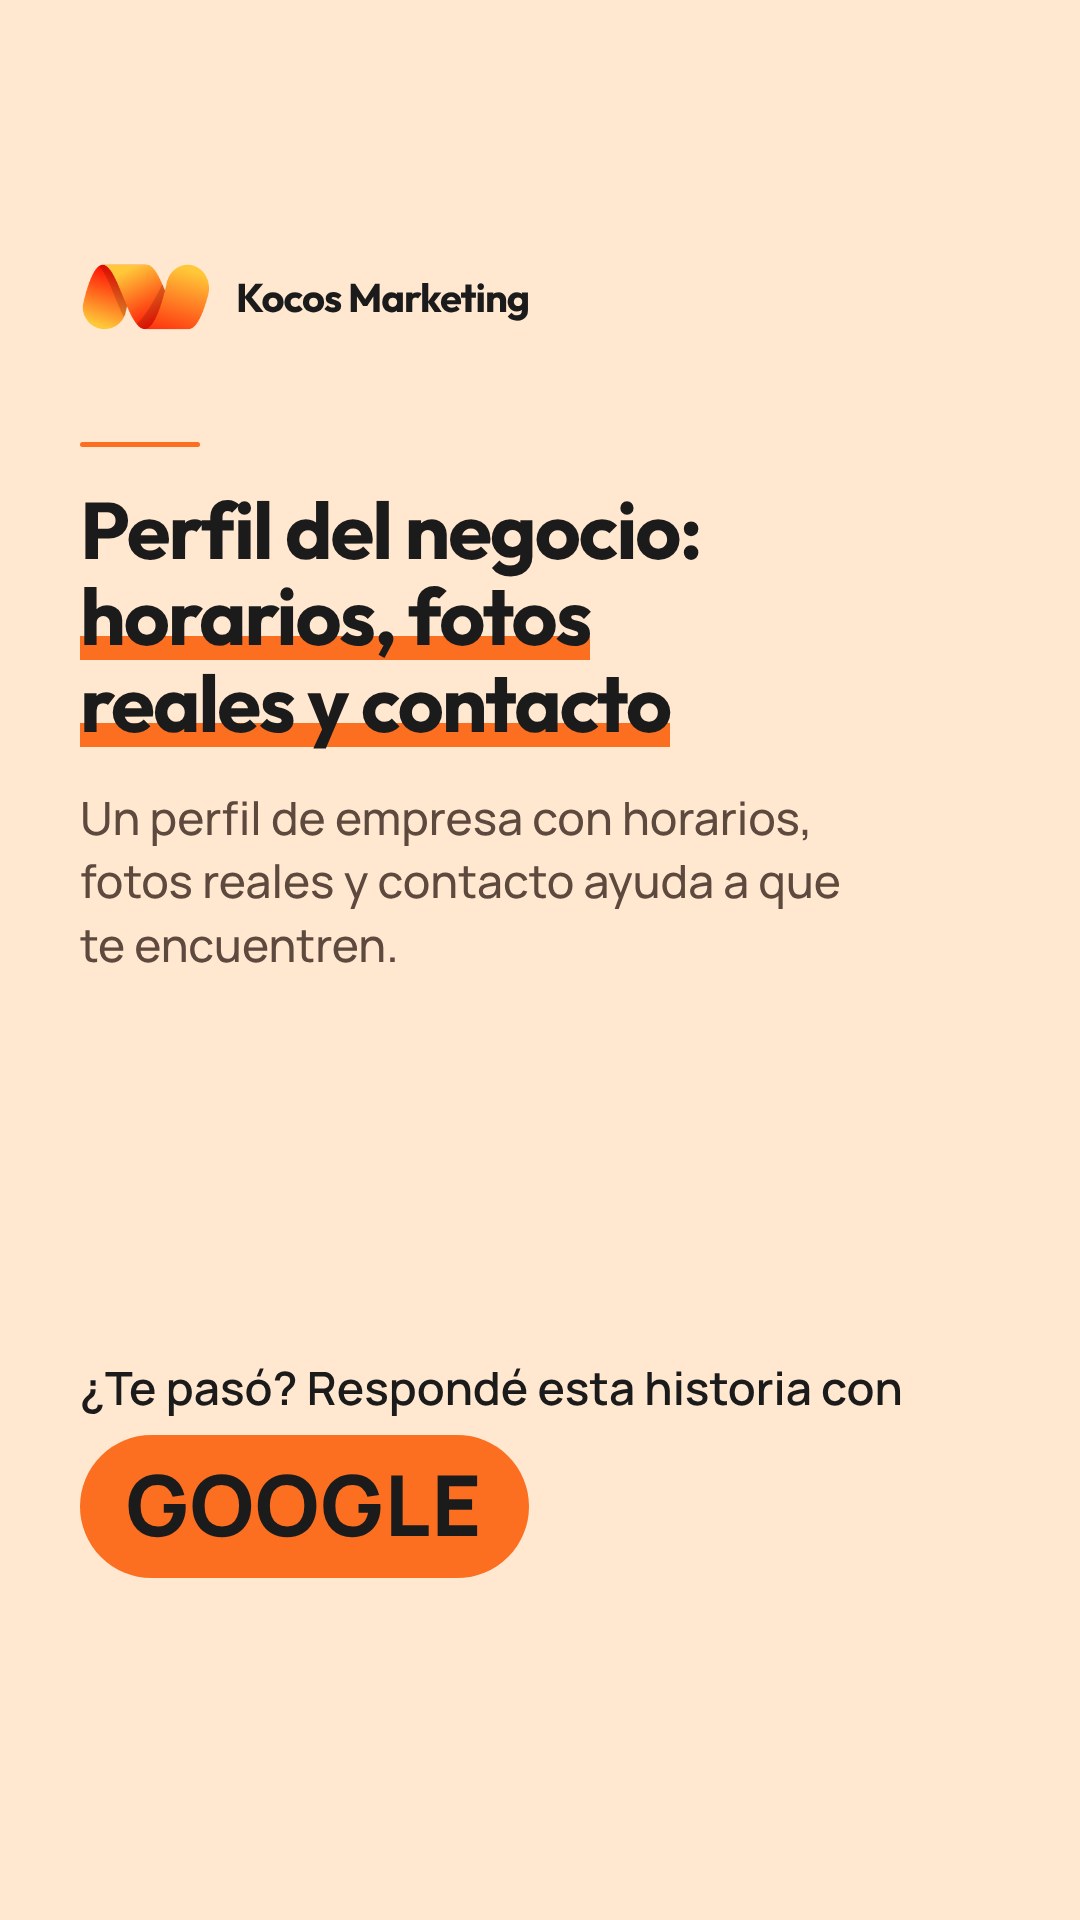 Kocos Marketing
Perfil del negocio:
horarios, fotos
reales y contacto
Un perfil de empresa con horarios,
fotos reales y contacto ayuda a que
te encuentren.
¿Te pasó? Respondé esta historia con
GOOGLE